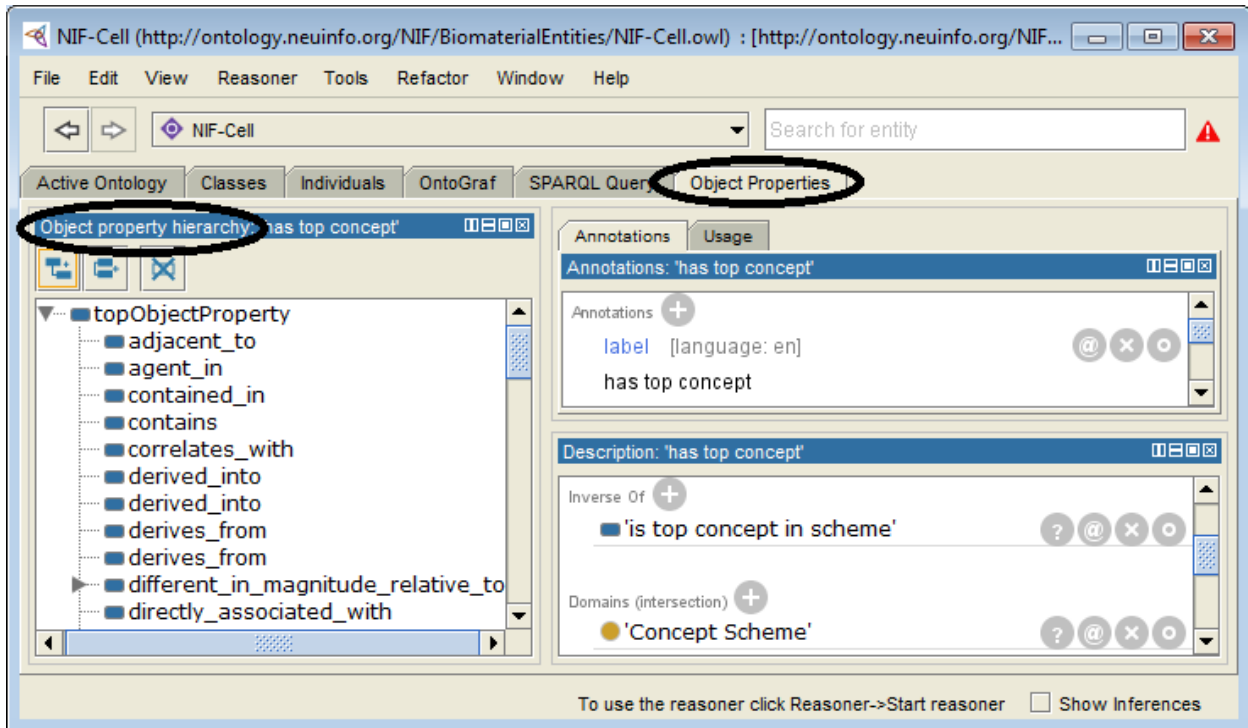 NIF-Cell (http://ontology.neuinfo.org/NIF/BiomaterialEntities/NIF-Cell.owl) : [http://ontology.neuinfo.org/NIF...
File Edit View Reasoner Tools Refactor Window Help
NIF-Cell
Search for entity
Active Ontology Classes Individuals OntoGraf SPARQL Query Object Properties
Object property hierarchy: 'has top concept'
topObjectProperty
adjacent_to
agent_in
contained_in
contains
correlates_with
derived_into
derived_into
derives_from
derives_from
different_in_magnitude_relative_to
directly_associated_with
Annotations Usage
Annotations: 'has top concept'
Annotations
label [language: en]
has top concept
Description: 'has top concept'
Inverse Of
'is top concept in scheme'
Domains (intersection)
'Concept Scheme'
To use the reasoner click Reasoner->Start reasoner Show Inferences